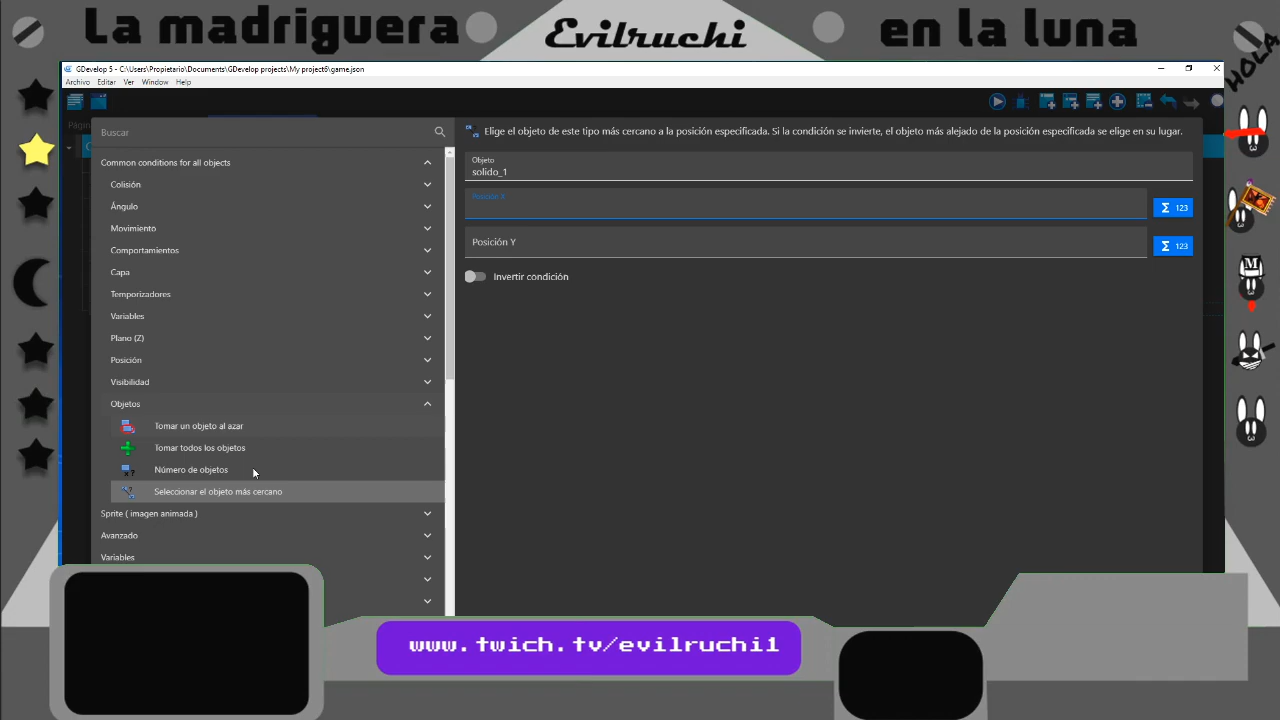 La madriguera
Evilruchi
en la luna
HOLA
GDevelop 5 - C:\Users\Propietario\Documents\GDevelop projects\My project6\game.json
Archivo Editar Ver Window Help
Buscar
Common conditions for all objects
Colisión
Ángulo
Movimiento
Comportamientos
Capa
Temporizadores
Variables
Plano (Z)
Posición
Visibilidad
Objetos
Tomar un objeto al azar
Tomar todos los objetos
Número de objetos
Seleccionar el objeto más cercano
Sprite ( imagen animada )
Avanzado
Variables
Elige el objeto de este tipo más cercano a la posición especificada. Si la condición se invierte, el objeto más alejado de la posición especificada se elige en su lugar.
Objeto
solido_1
Posición X
Σ 123
Posición Y
Σ 123
Invertir condición
M
www.twich.tv/evilruchi1